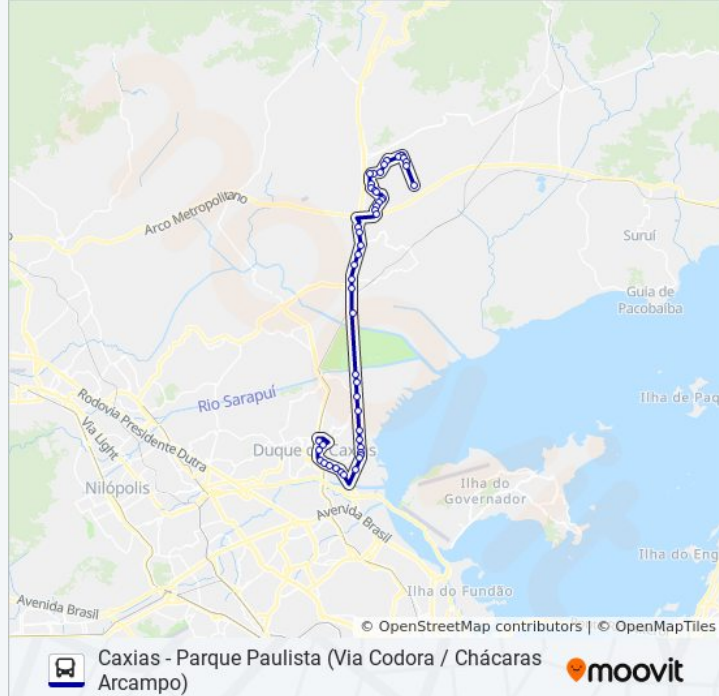 Arco Metropolitano
Suruí
Guia de
Pacobaíba
Rio Sarapuí
Ilha de Paq
Rodovia Presidente Dutra
Via Light
Duque de Caxias
Nilópolis
Ilha do
Governador
Avenida Brasil
Ilha do Eng
Ilha do Fundão
Avenida Brasil
© OpenStreetMap contributors | © OpenMapTiles
Caxias - Parque Paulista (Via Codora / Chácaras
Arcampo)
moovit